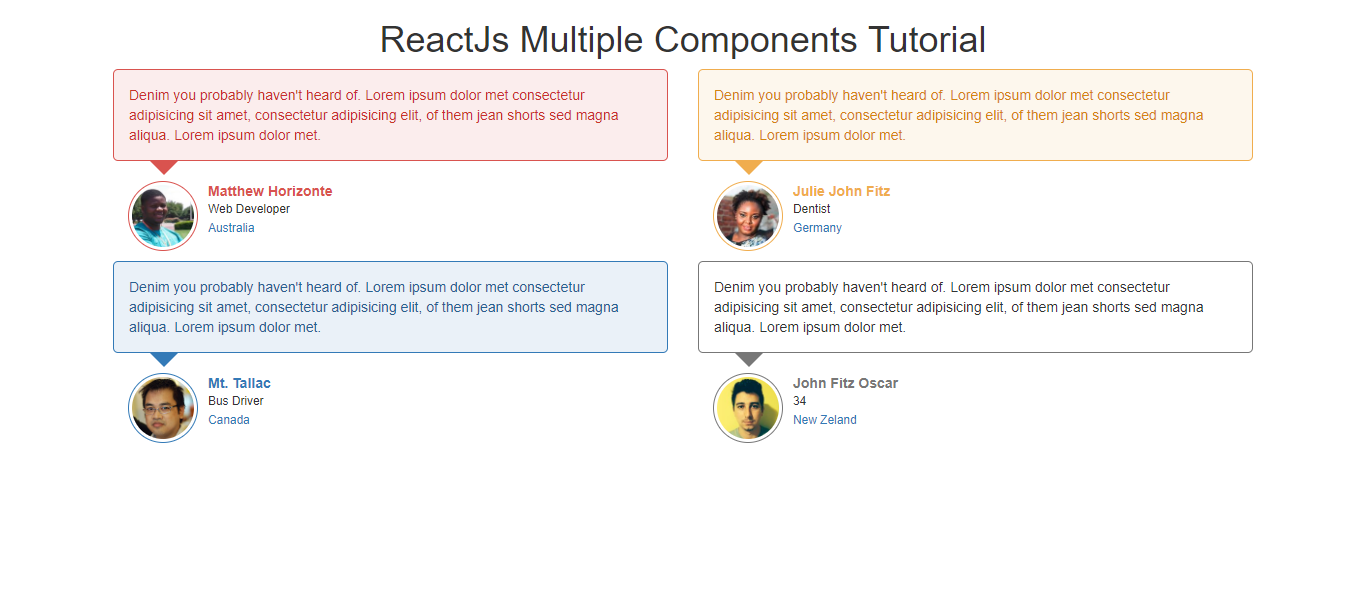 ReactJs Multiple Components Tutorial
Denim you probably haven't heard of. Lorem ipsum dolor met consectetur
adipisicing sit amet, consectetur adipisicing elit, of them jean shorts sed magna
aliqua. Lorem ipsum dolor met.
Matthew Horizonte
Web Developer
Australia
Denim you probably haven't heard of. Lorem ipsum dolor met consectetur
adipisicing sit amet, consectetur adipisicing elit, of them jean shorts sed magna
aliqua. Lorem ipsum dolor met.
Julie John Fitz
Dentist
Germany
Denim you probably haven't heard of. Lorem ipsum dolor met consectetur
adipisicing sit amet, consectetur adipisicing elit, of them jean shorts sed magna
aliqua. Lorem ipsum dolor met.
Mt. Tallac
Bus Driver
Canada
Denim you probably haven't heard of. Lorem ipsum dolor met consectetur
adipisicing sit amet, consectetur adipisicing elit, of them jean shorts sed magna
aliqua. Lorem ipsum dolor met.
John Fitz Oscar
34
New Zeland